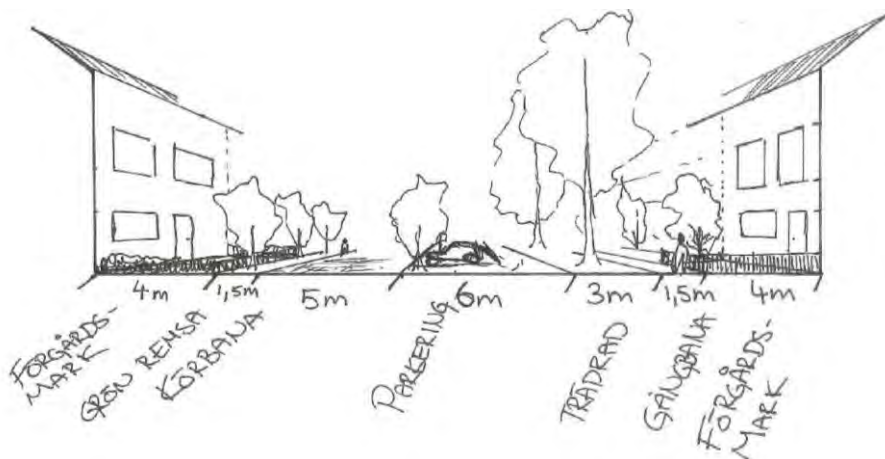 4m 1,5m 5m 6m 3m 1,5m 4m
FÖRGÅRDS-
MARK
GRÖN REMSA
KÖRBANA
PARKERING
TRÄDRAD
GÅNGBANA
FÖRGÅRDS-
MARK